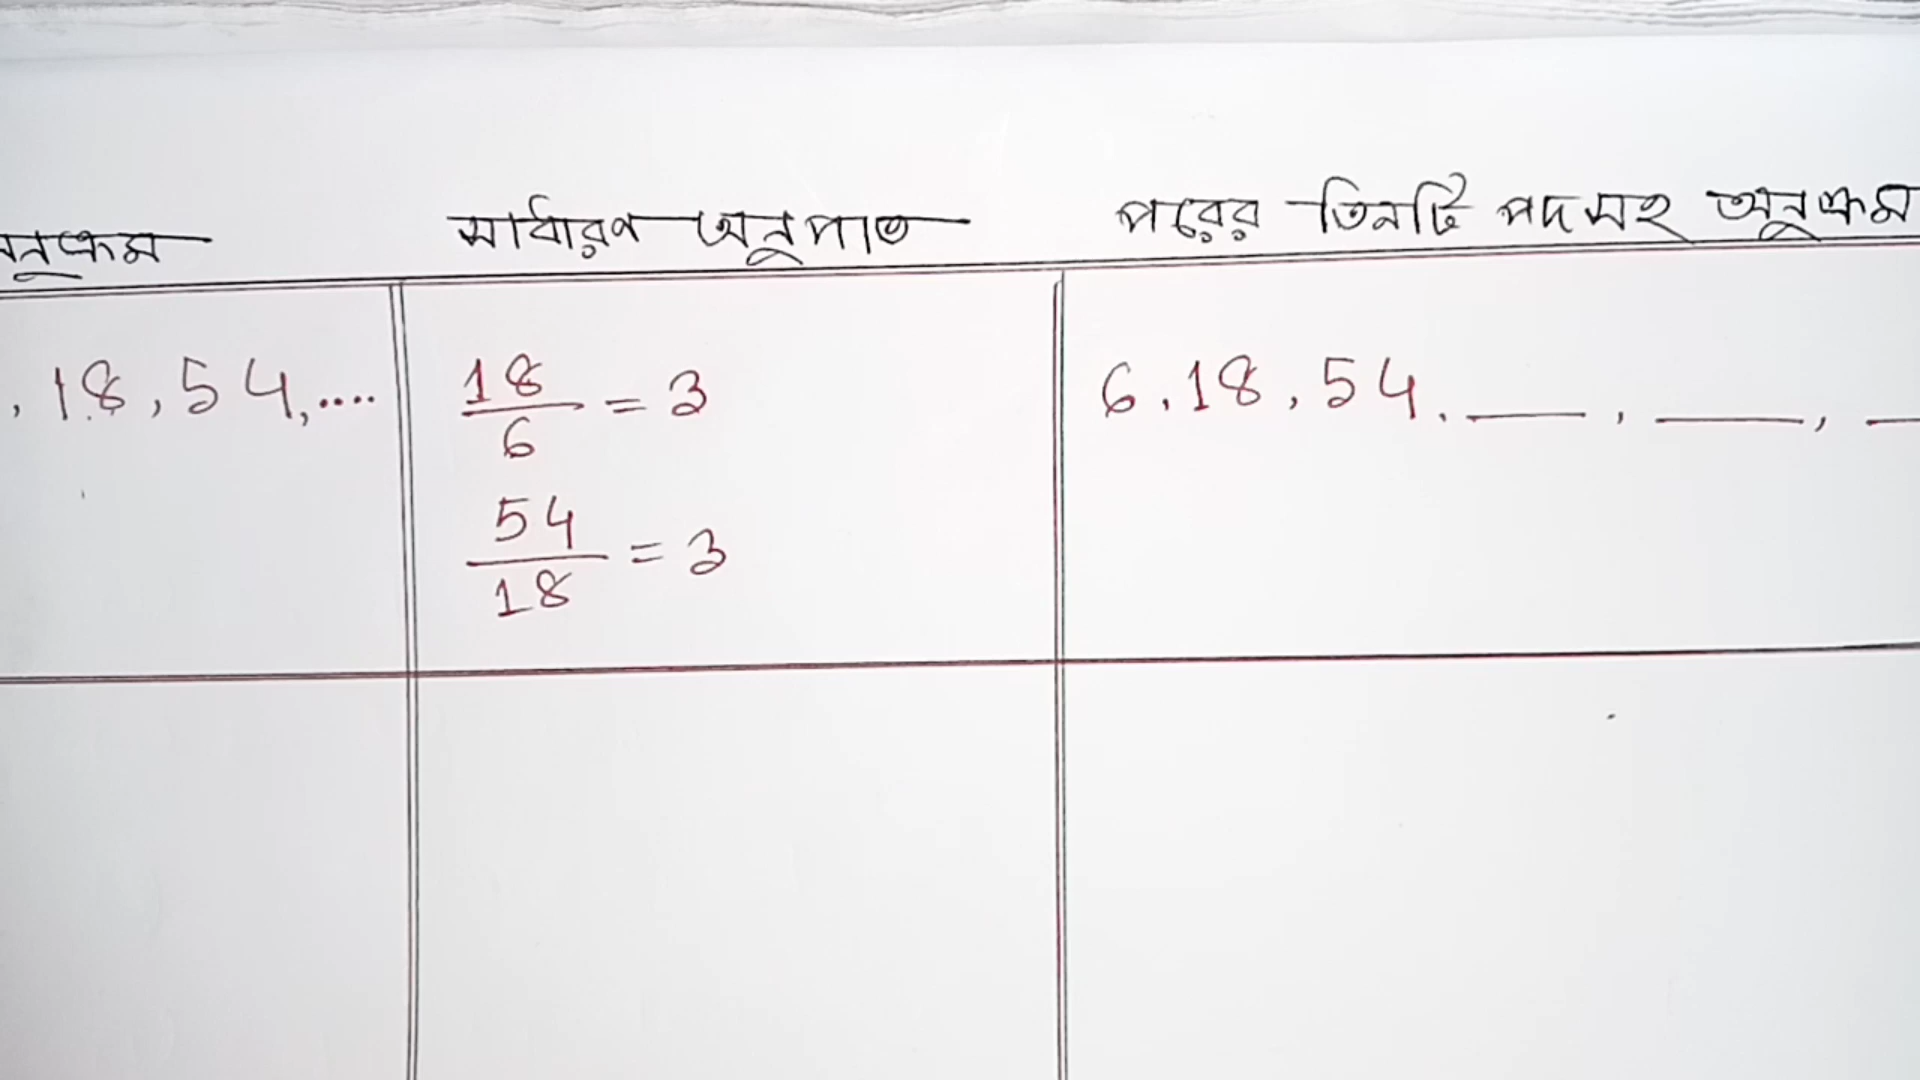 নুক্রম সাধারণ অনুপাত পরের তিনটি পদসহ অনুক্রম
, 18, 54, .... 18/6 = 3 6, 18, 54, ___, ___, __
54/18 = 3